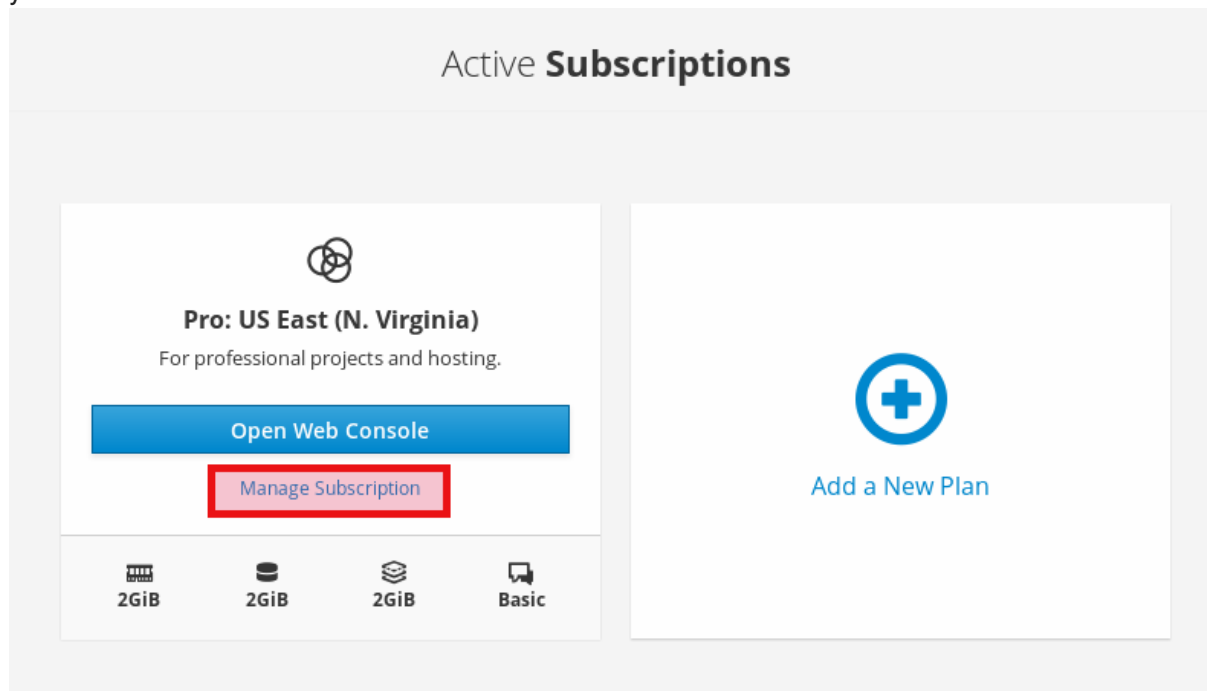 Active Subscriptions
Pro: US East (N. Virginia)
For professional projects and hosting.
Open Web Console
Manage Subscription
2GiB 2GiB 2GiB Basic
Add a New Plan